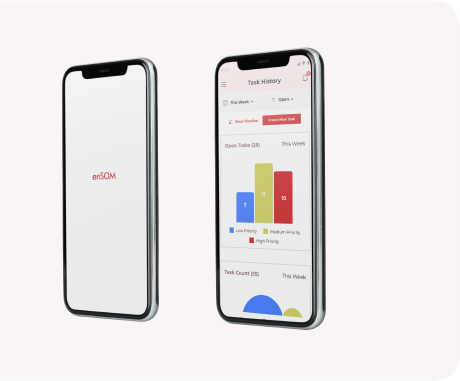 enSOM
Task History
This Week
Open
Show Timeline
Create New Task
Open Tasks (28)
This Week
7
11
10
Low Priority
Medium Priority
High Priority
Task Count (55)
This Week